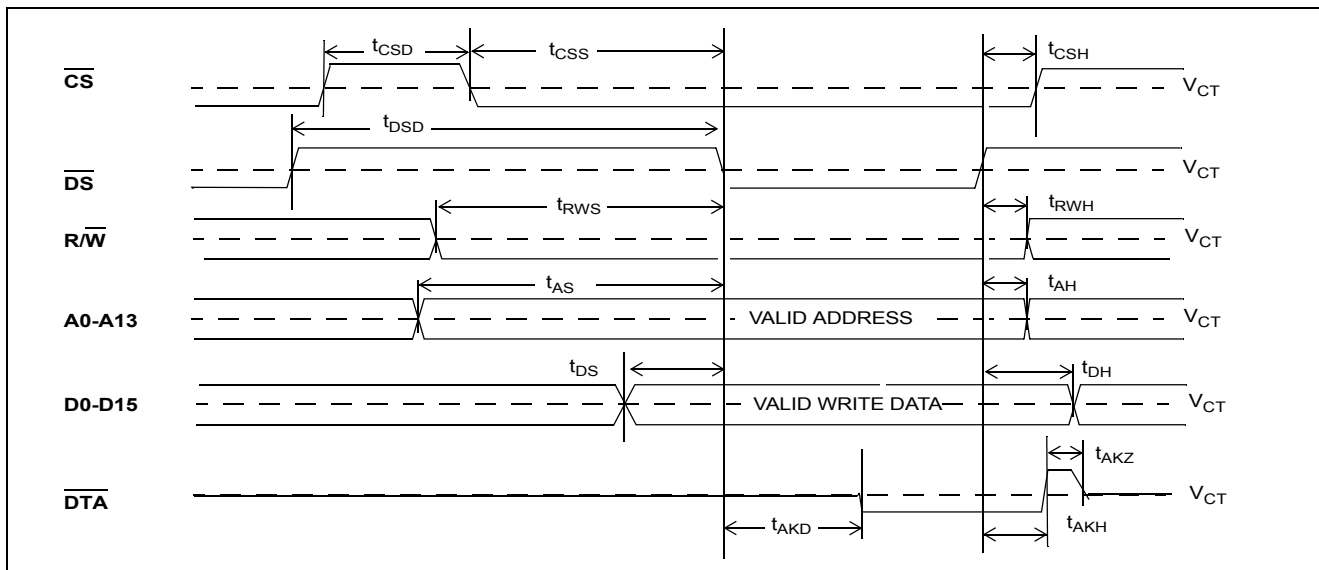 tCSD tCSS tCSH
CS VCT
tDSD
DS VCT
tRWS tRWH
R/W VCT
tAS tAH
A0-A13 VALID ADDRESS VCT
tDS tDH
D0-D15 VALID WRITE DATA VCT
tAKZ
DTA VCT
tAKD tAKH